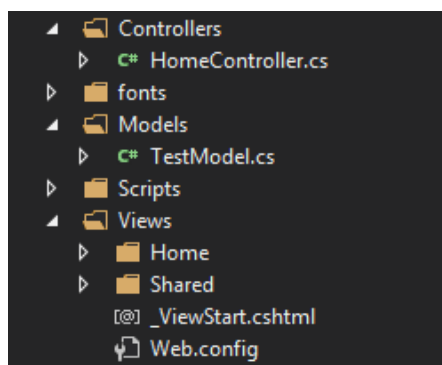 Controllers
C# HomeController.cs
fonts
Models
C# TestModel.cs
Scripts
Views
Home
Shared
[@] _ViewStart.cshtml
Web.config